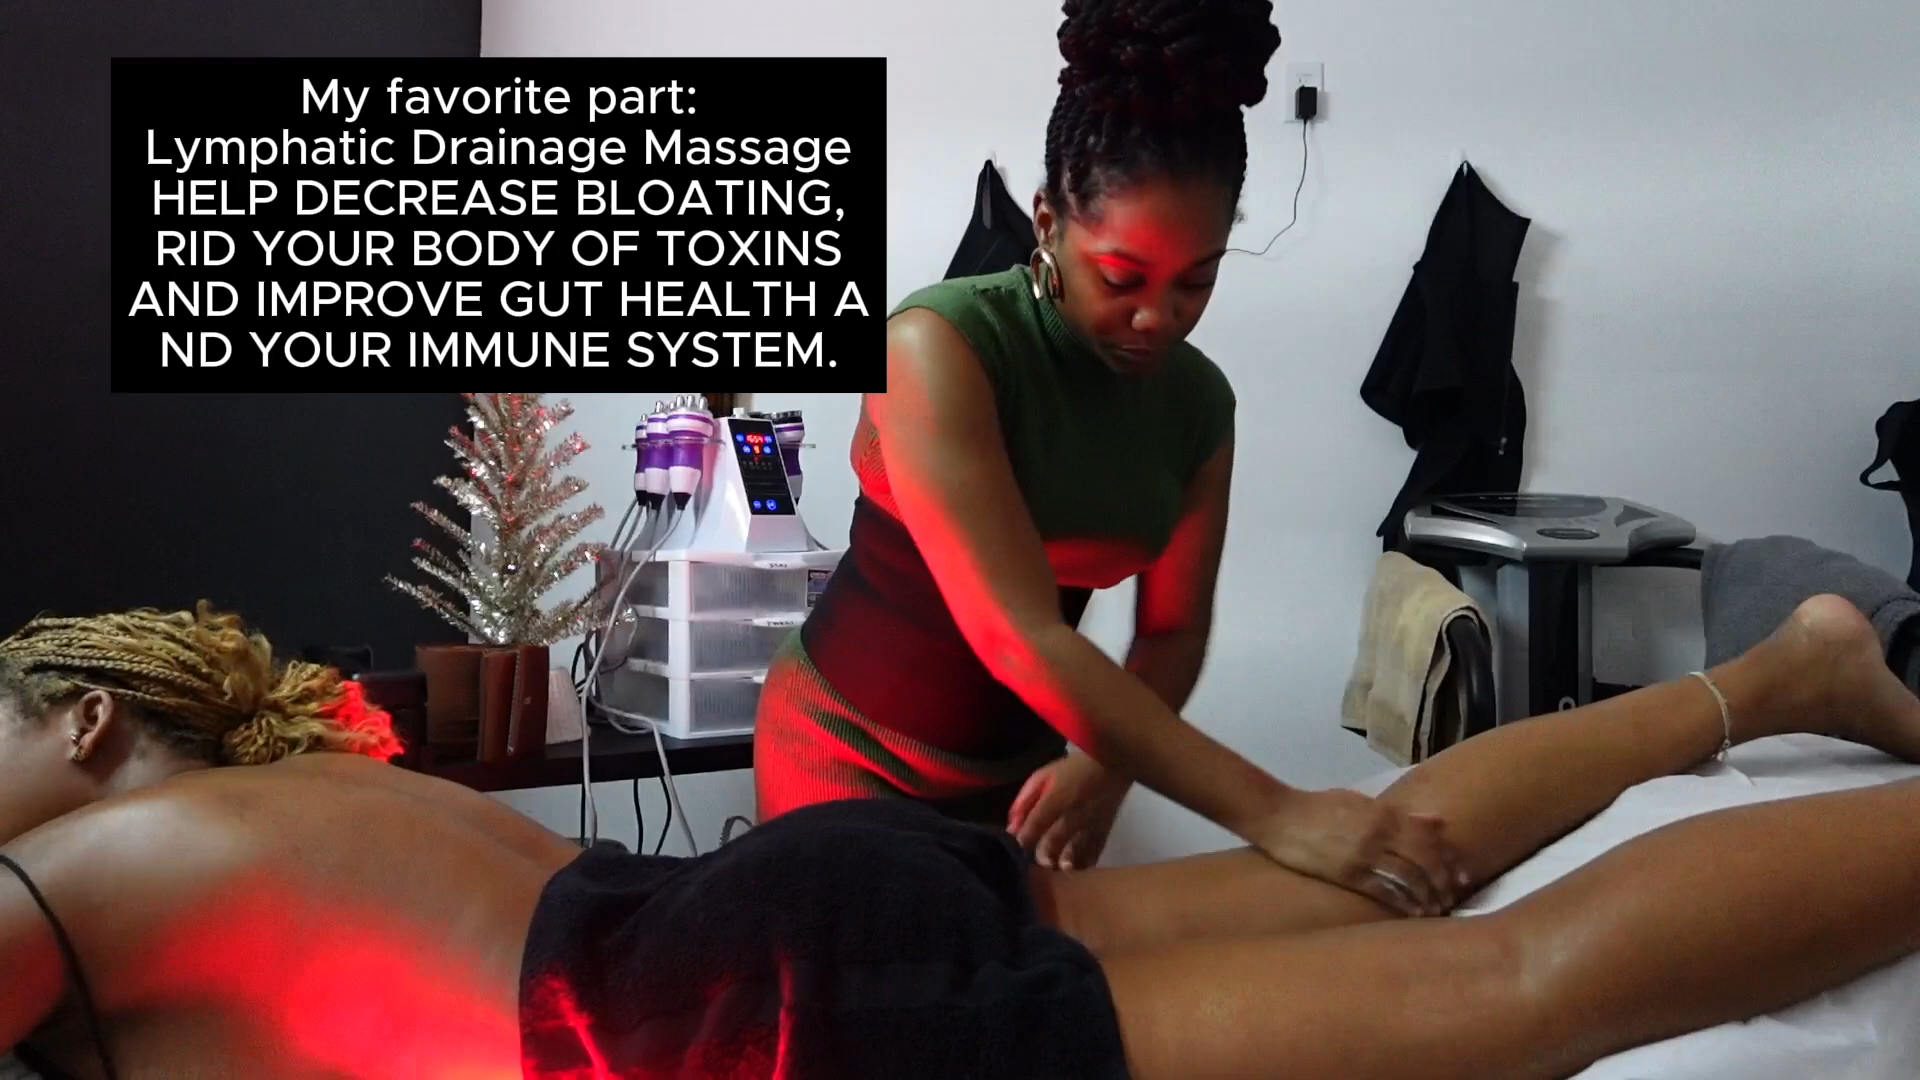 My favorite part:
Lymphatic Drainage Massage
HELP DECREASE BLOATING,
RID YOUR BODY OF TOXINS
AND IMPROVE GUT HEALTH A
ND YOUR IMMUNE SYSTEM.